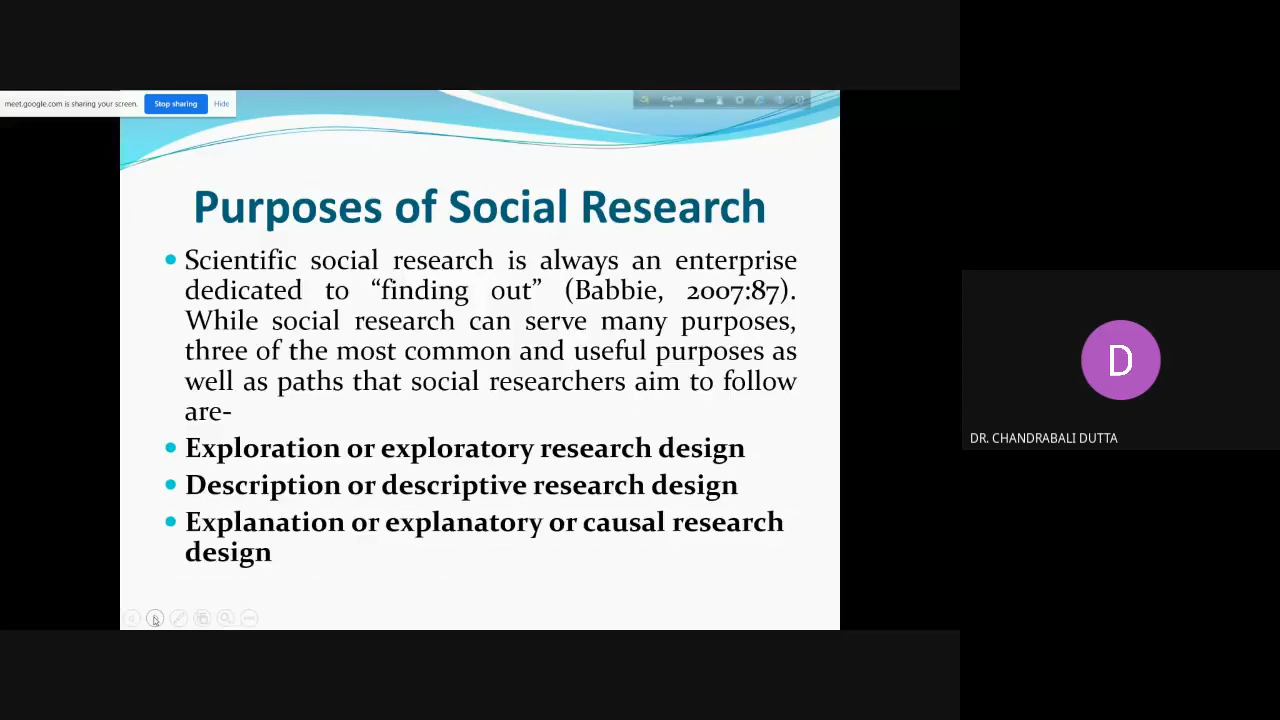 meet.google.com is sharing your screen.
Stop sharing
Hide
English
Purposes of Social Research
• Scientific social research is always an enterprise
dedicated to “finding out” (Babbie, 2007:87).
While social research can serve many purposes,
three of the most common and useful purposes as
well as paths that social researchers aim to follow
are-
• Exploration or exploratory research design
• Description or descriptive research design
• Explanation or explanatory or causal research
design
D
DR. CHANDRABALI DUTTA